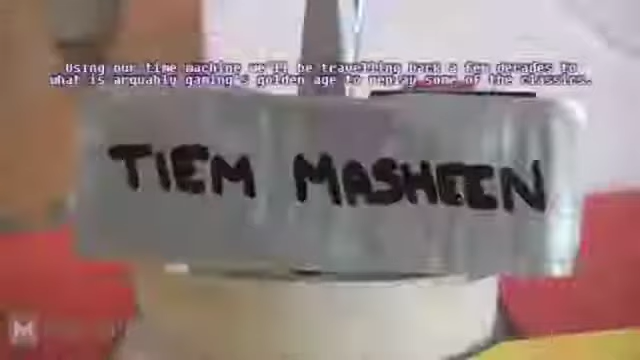 Using our time machine we'll be travelling back a few decades to
what is arguably gaming's golden age to replay some of the classics.
TIEM MASHEEN
M